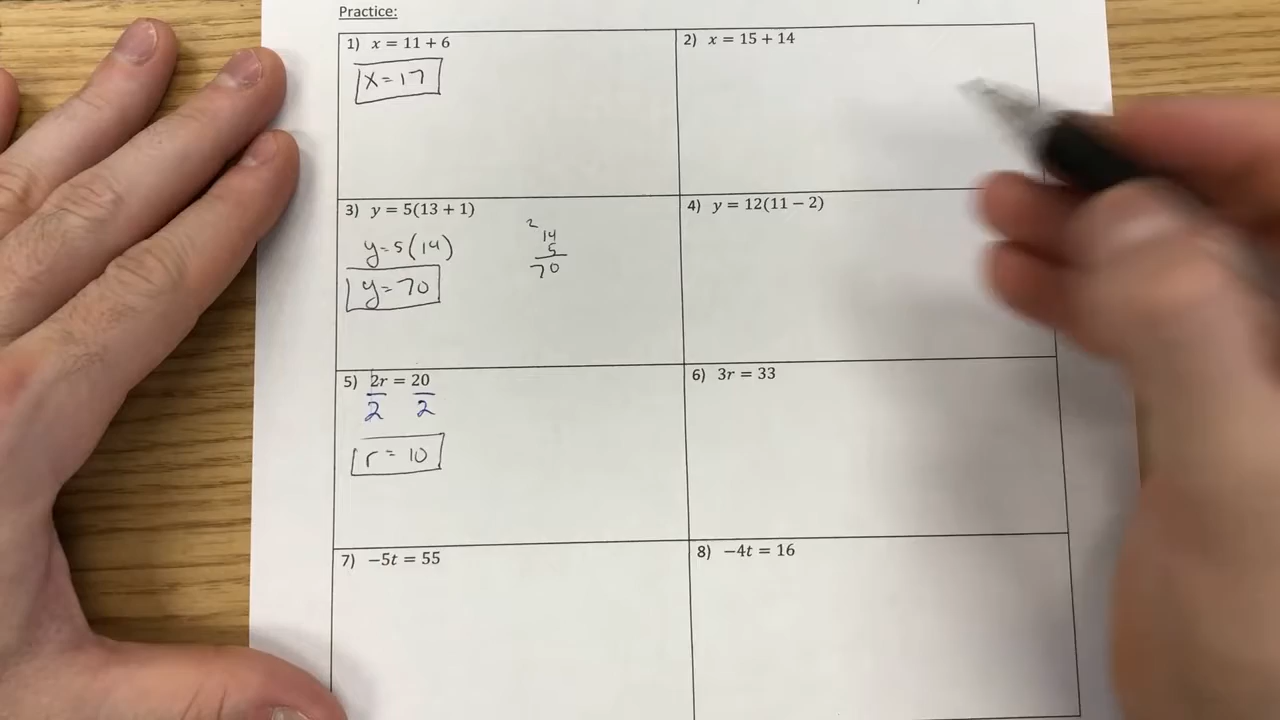 Practice:
1) x = 11 + 6
x = 17
2) x = 15 + 14
3) y = 5(13 + 1)
y = 5(14)
y = 70
2
14
5
70
4) y = 12(11 − 2)
5) 2r = 20
2 2
r = 10
6) 3r = 33
7) −5t = 55
8) −4t = 16